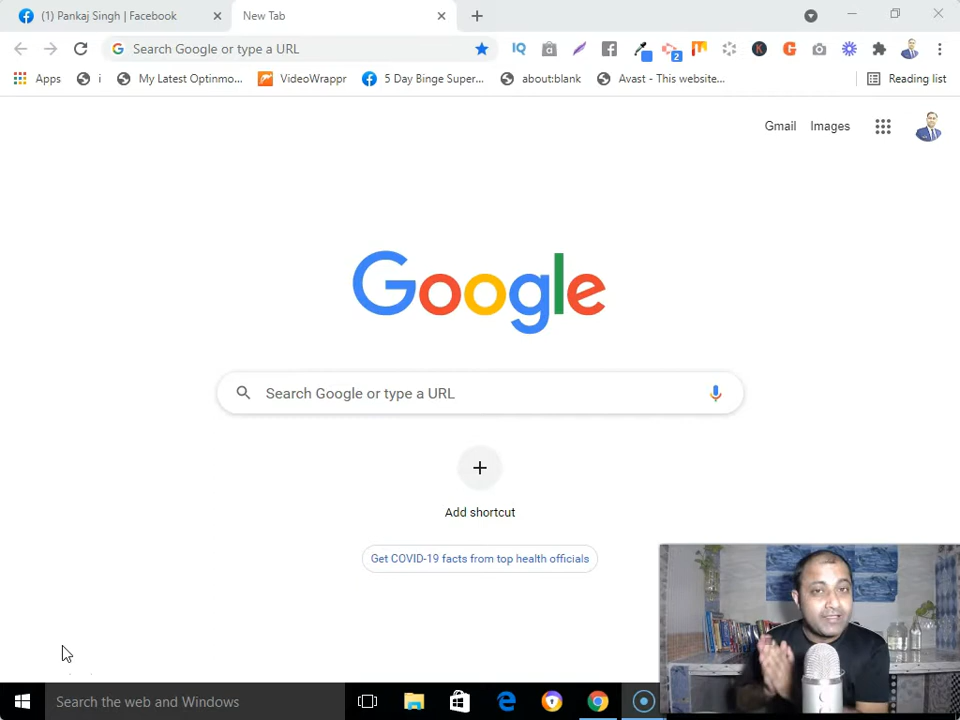 (1) Pankaj Singh | Facebook
New Tab
Search Google or type a URL
IQ
a
2
K
G
Apps
i
My Latest Optinmo...
VideoWrappr
5 Day Binge Super...
about:blank
Avast - This website...
Reading list
Gmail
Images
Google
Search Google or type a URL
Add shortcut
Get COVID-19 facts from top health officials
Search the web and Windows